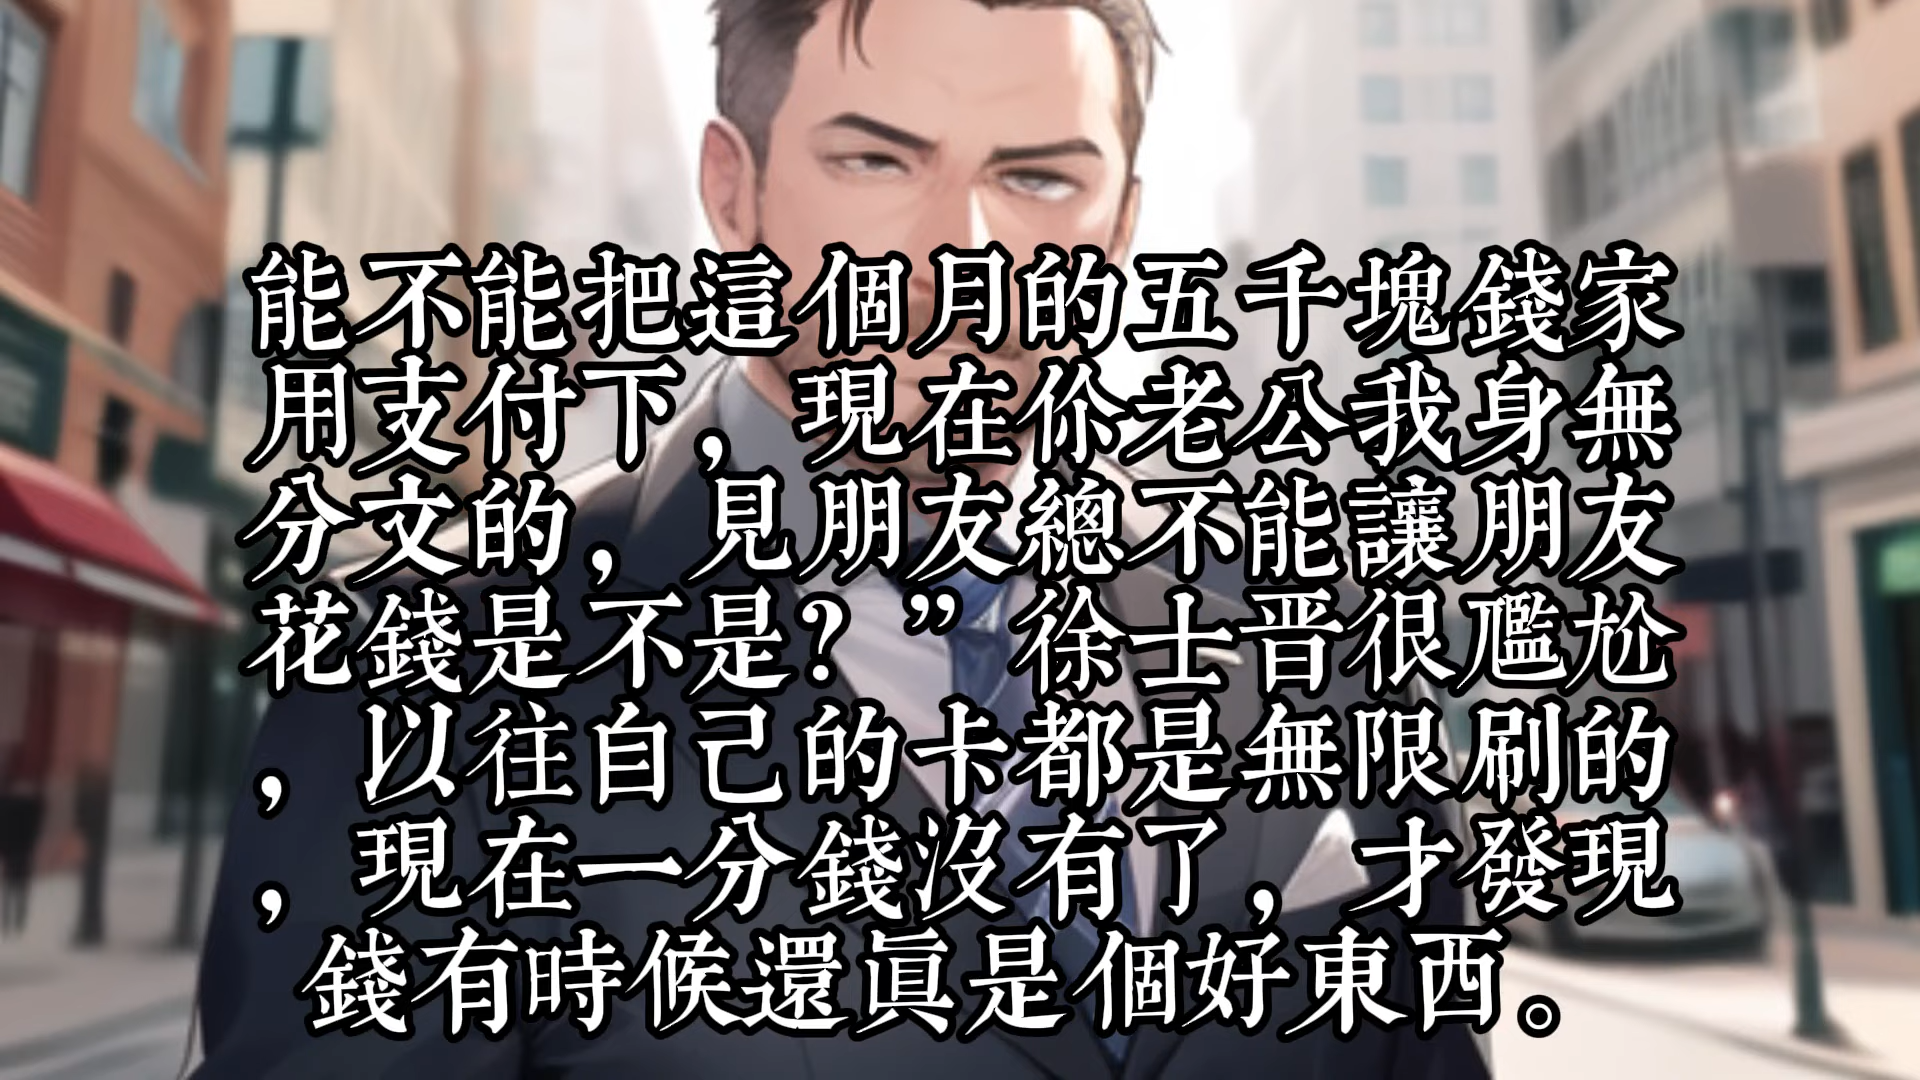 能不能把這個月的五千塊錢家
用支付下，現在你老公我身無
分文的，見朋友總不能讓朋友
花錢是不是？”徐士晋很尷尬
，以往自己的卡都是無限刷的
，現在一分錢沒有了，才發現
錢有時候還眞是個好東西。